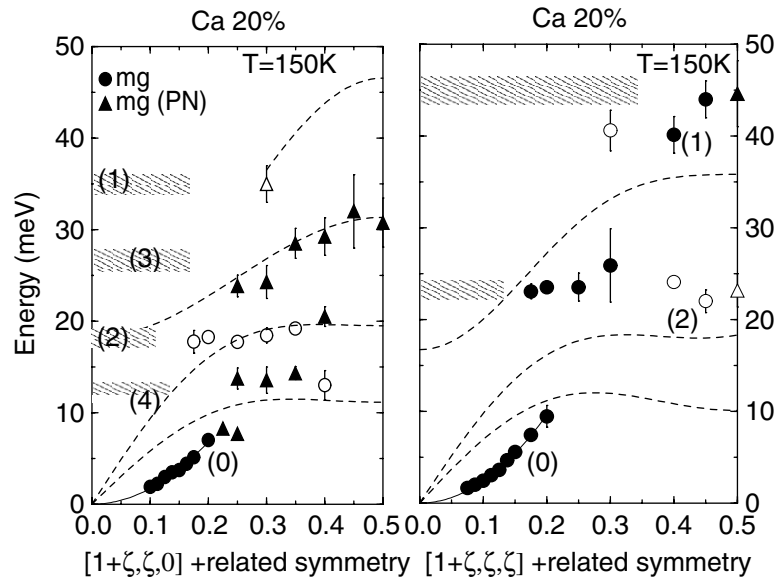 Ca 20%
T=150K
mg
mg (PN)
Energy (meV)
50
40
30
20
10
0
(1)
(3)
(2)
(4)
(0)
0.0 0.1 0.2 0.3 0.4 0.5
[1+ζ,ζ,0] +related symmetry
Ca 20%
T=150K
50
40
30
20
10
0
(1)
(2)
(0)
0.0 0.1 0.2 0.3 0.4 0.5
[1+ζ,ζ,ζ] +related symmetry